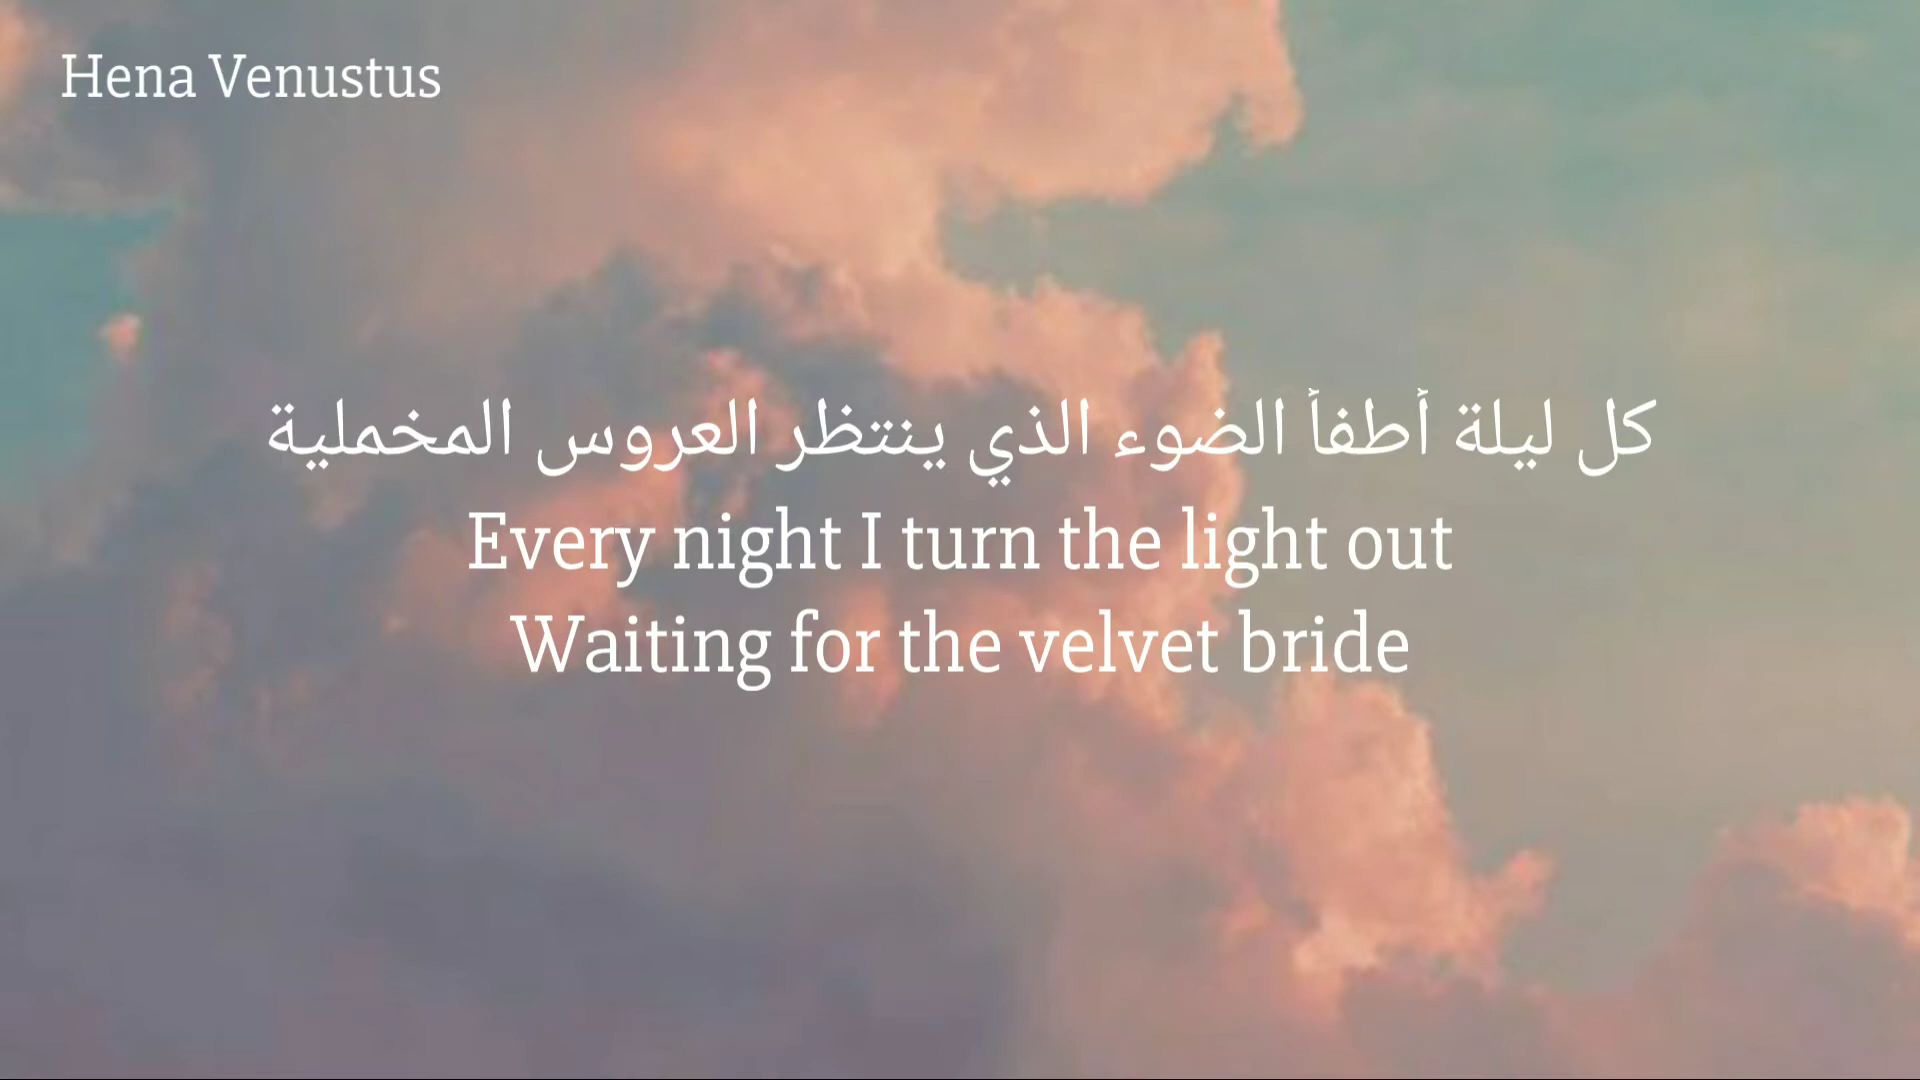 Hena Venustus
كل ليلة أطفأ الضوء الذي ينتظر العروس المخملية
Every night I turn the light out
Waiting for the velvet bride